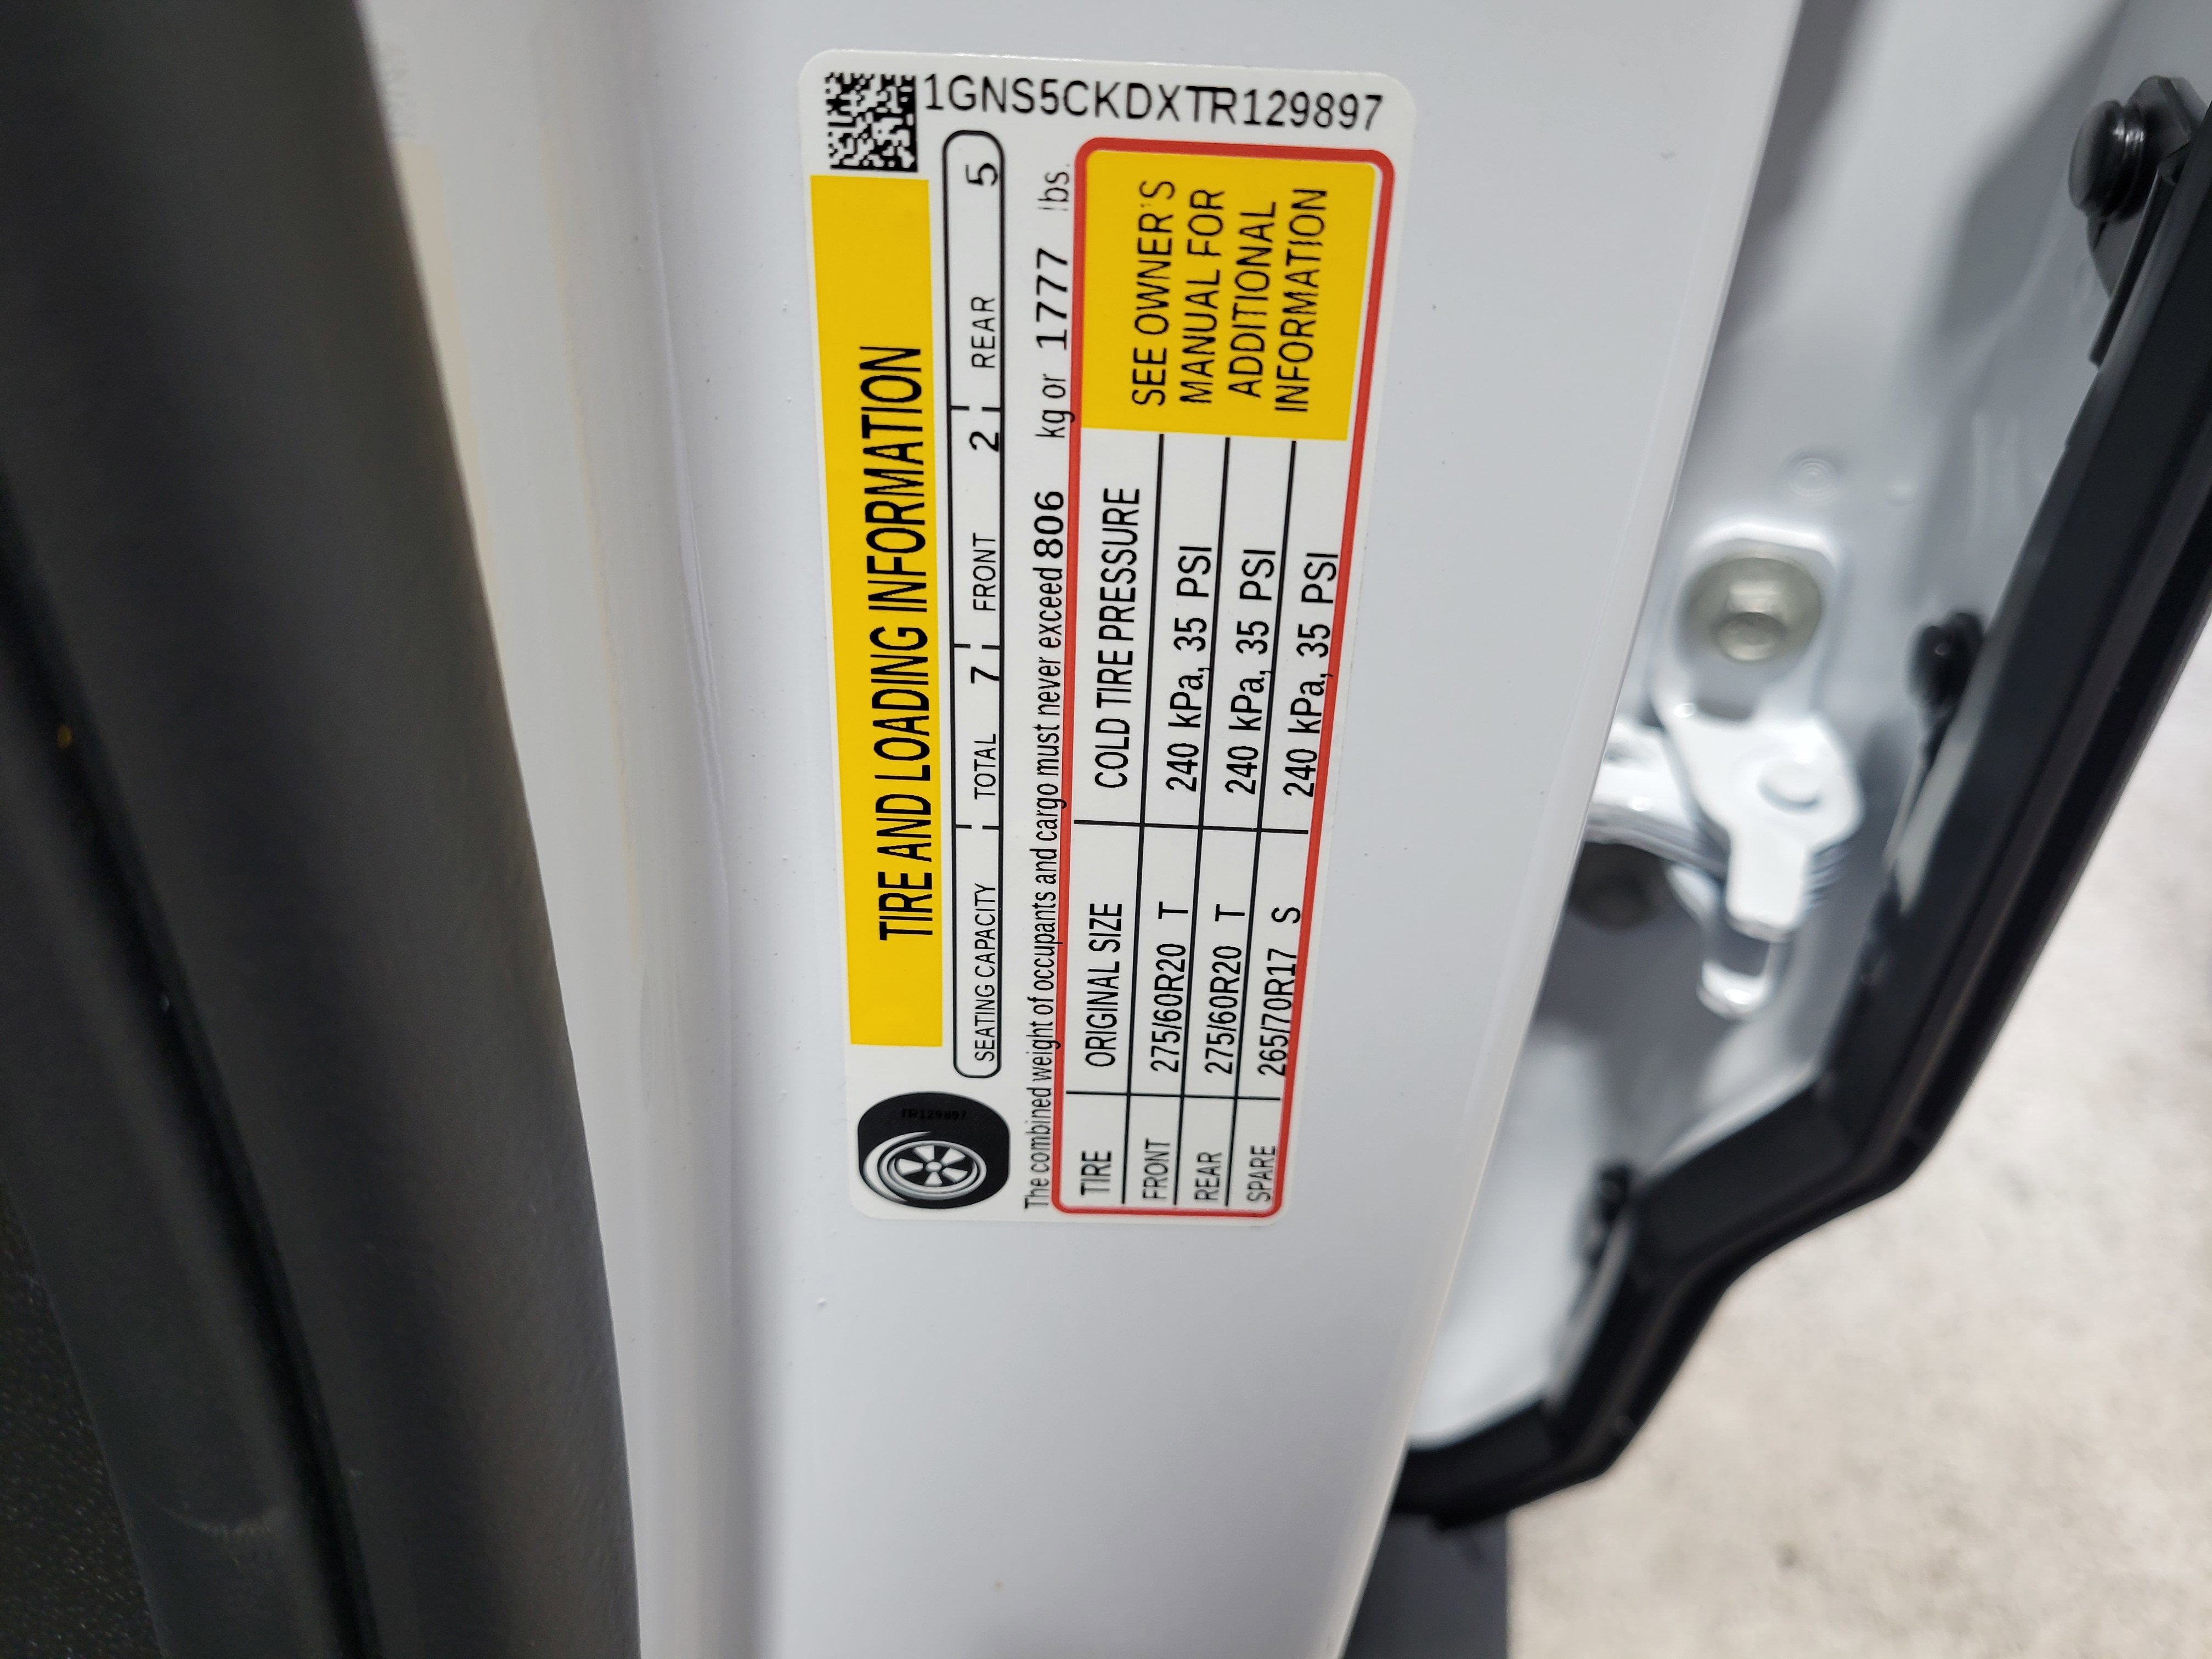 1GNS5CKDXTR129897
TIRE AND LOADING INFORMATION
SEATING CAPACITY TOTAL 7 FRONT 2 REAR 5
The combined weight of occupants and cargo must never exceed 806 kg or 1777 lbs.
TIRE ORIGINAL SIZE COLD TIRE PRESSURE
FRONT 275/60R20 T 240 kPa, 35 PSI
REAR 275/60R20 T 240 kPa, 35 PSI
SPARE 265/70R17 S 240 kPa, 35 PSI
SEE OWNER'S
MANUAL FOR
ADDITIONAL
INFORMATION
TR129897